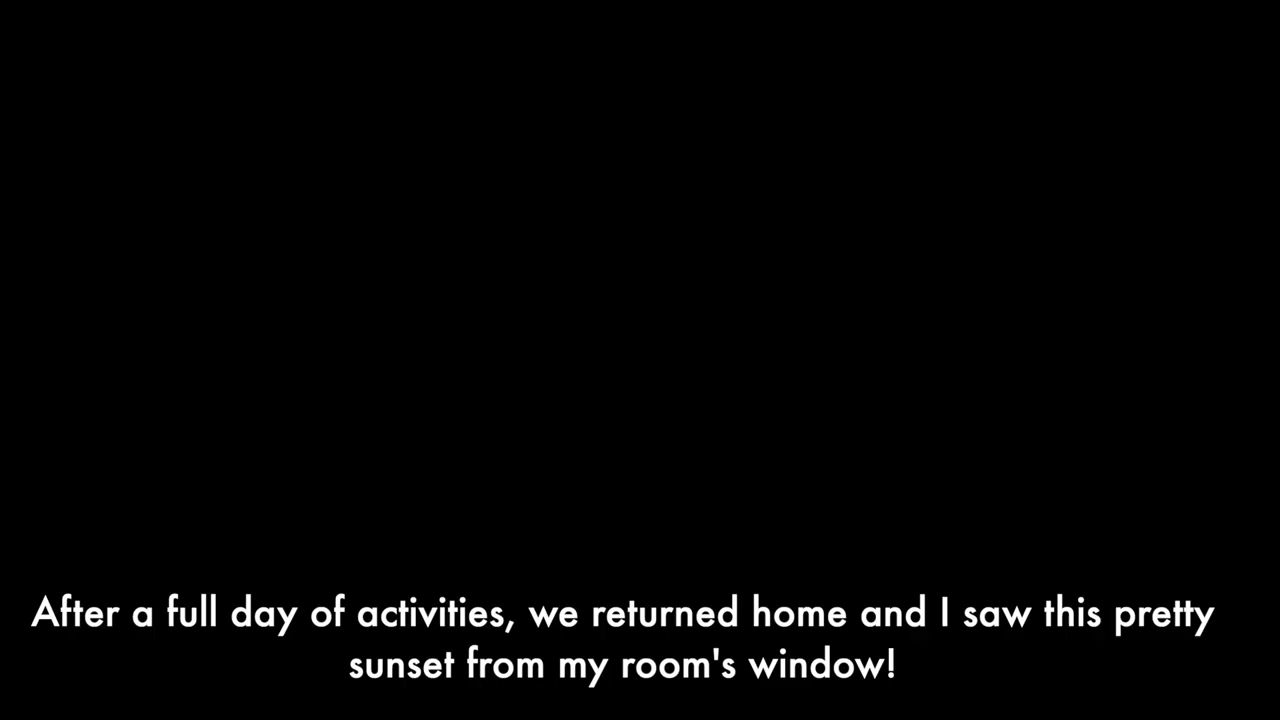 After a full day of activities, we returned home and I saw this pretty
sunset from my room's window!